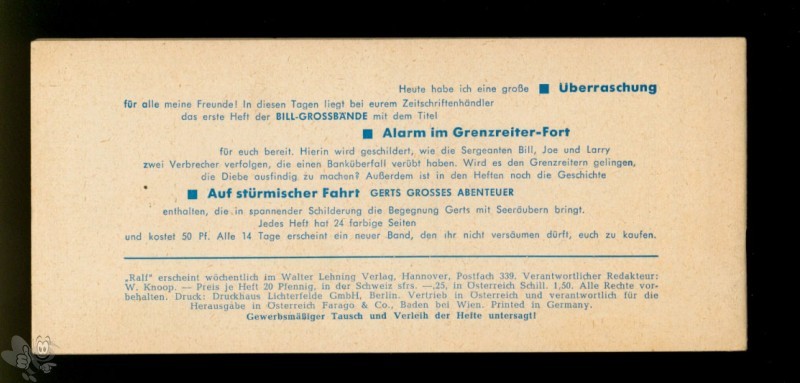 Heute habe ich eine große ■ Überraschung
für alle meine Freunde! In diesen Tagen liegt bei eurem Zeitschriftenhändler
das erste Heft der BILL-GROSSBÄNDE mit dem Titel
■ Alarm im Grenzreiter-Fort
für euch bereit. Hierin wird geschildert, wie die Sergeanten Bill, Joe und Larry
zwei Verbrecher verfolgen, die einen Banküberfall verübt haben. Wird es den Grenzreitern gelingen,
die Diebe ausfindig zu machen? Außerdem ist in den Heften noch die Geschichte
■ Auf stürmischer Fahrt GERTS GROSSES ABENTEUER
enthalten, die in spannender Schilderung die Begegnung Gerts mit Seeräubern bringt.
Jedes Heft hat 24 farbige Seiten
und kostet 50 Pf. Alle 14 Tage erscheint ein neuer Band, den ihr nicht versäumen dürft, euch zu kaufen.
„Ralf" erscheint wöchentlich im Walter Lehning Verlag, Hannover, Postfach 339. Verantwortlicher Redakteur:
W. Knoop. — Preis je Heft 20 Pfennig, in der Schweiz sfrs. —.25, in Österreich Schill. 1,50. Alle Rechte vor-
behalten. Druck: Druckhaus Lichterfelde GmbH, Berlin. Vertrieb in Österreich und verantwortlich für die
Herausgabe in Österreich Farago & Co., Baden bei Wien. Printed in Germany.
Gewerbsmäßiger Tausch und Verleih der Hefte untersagt!